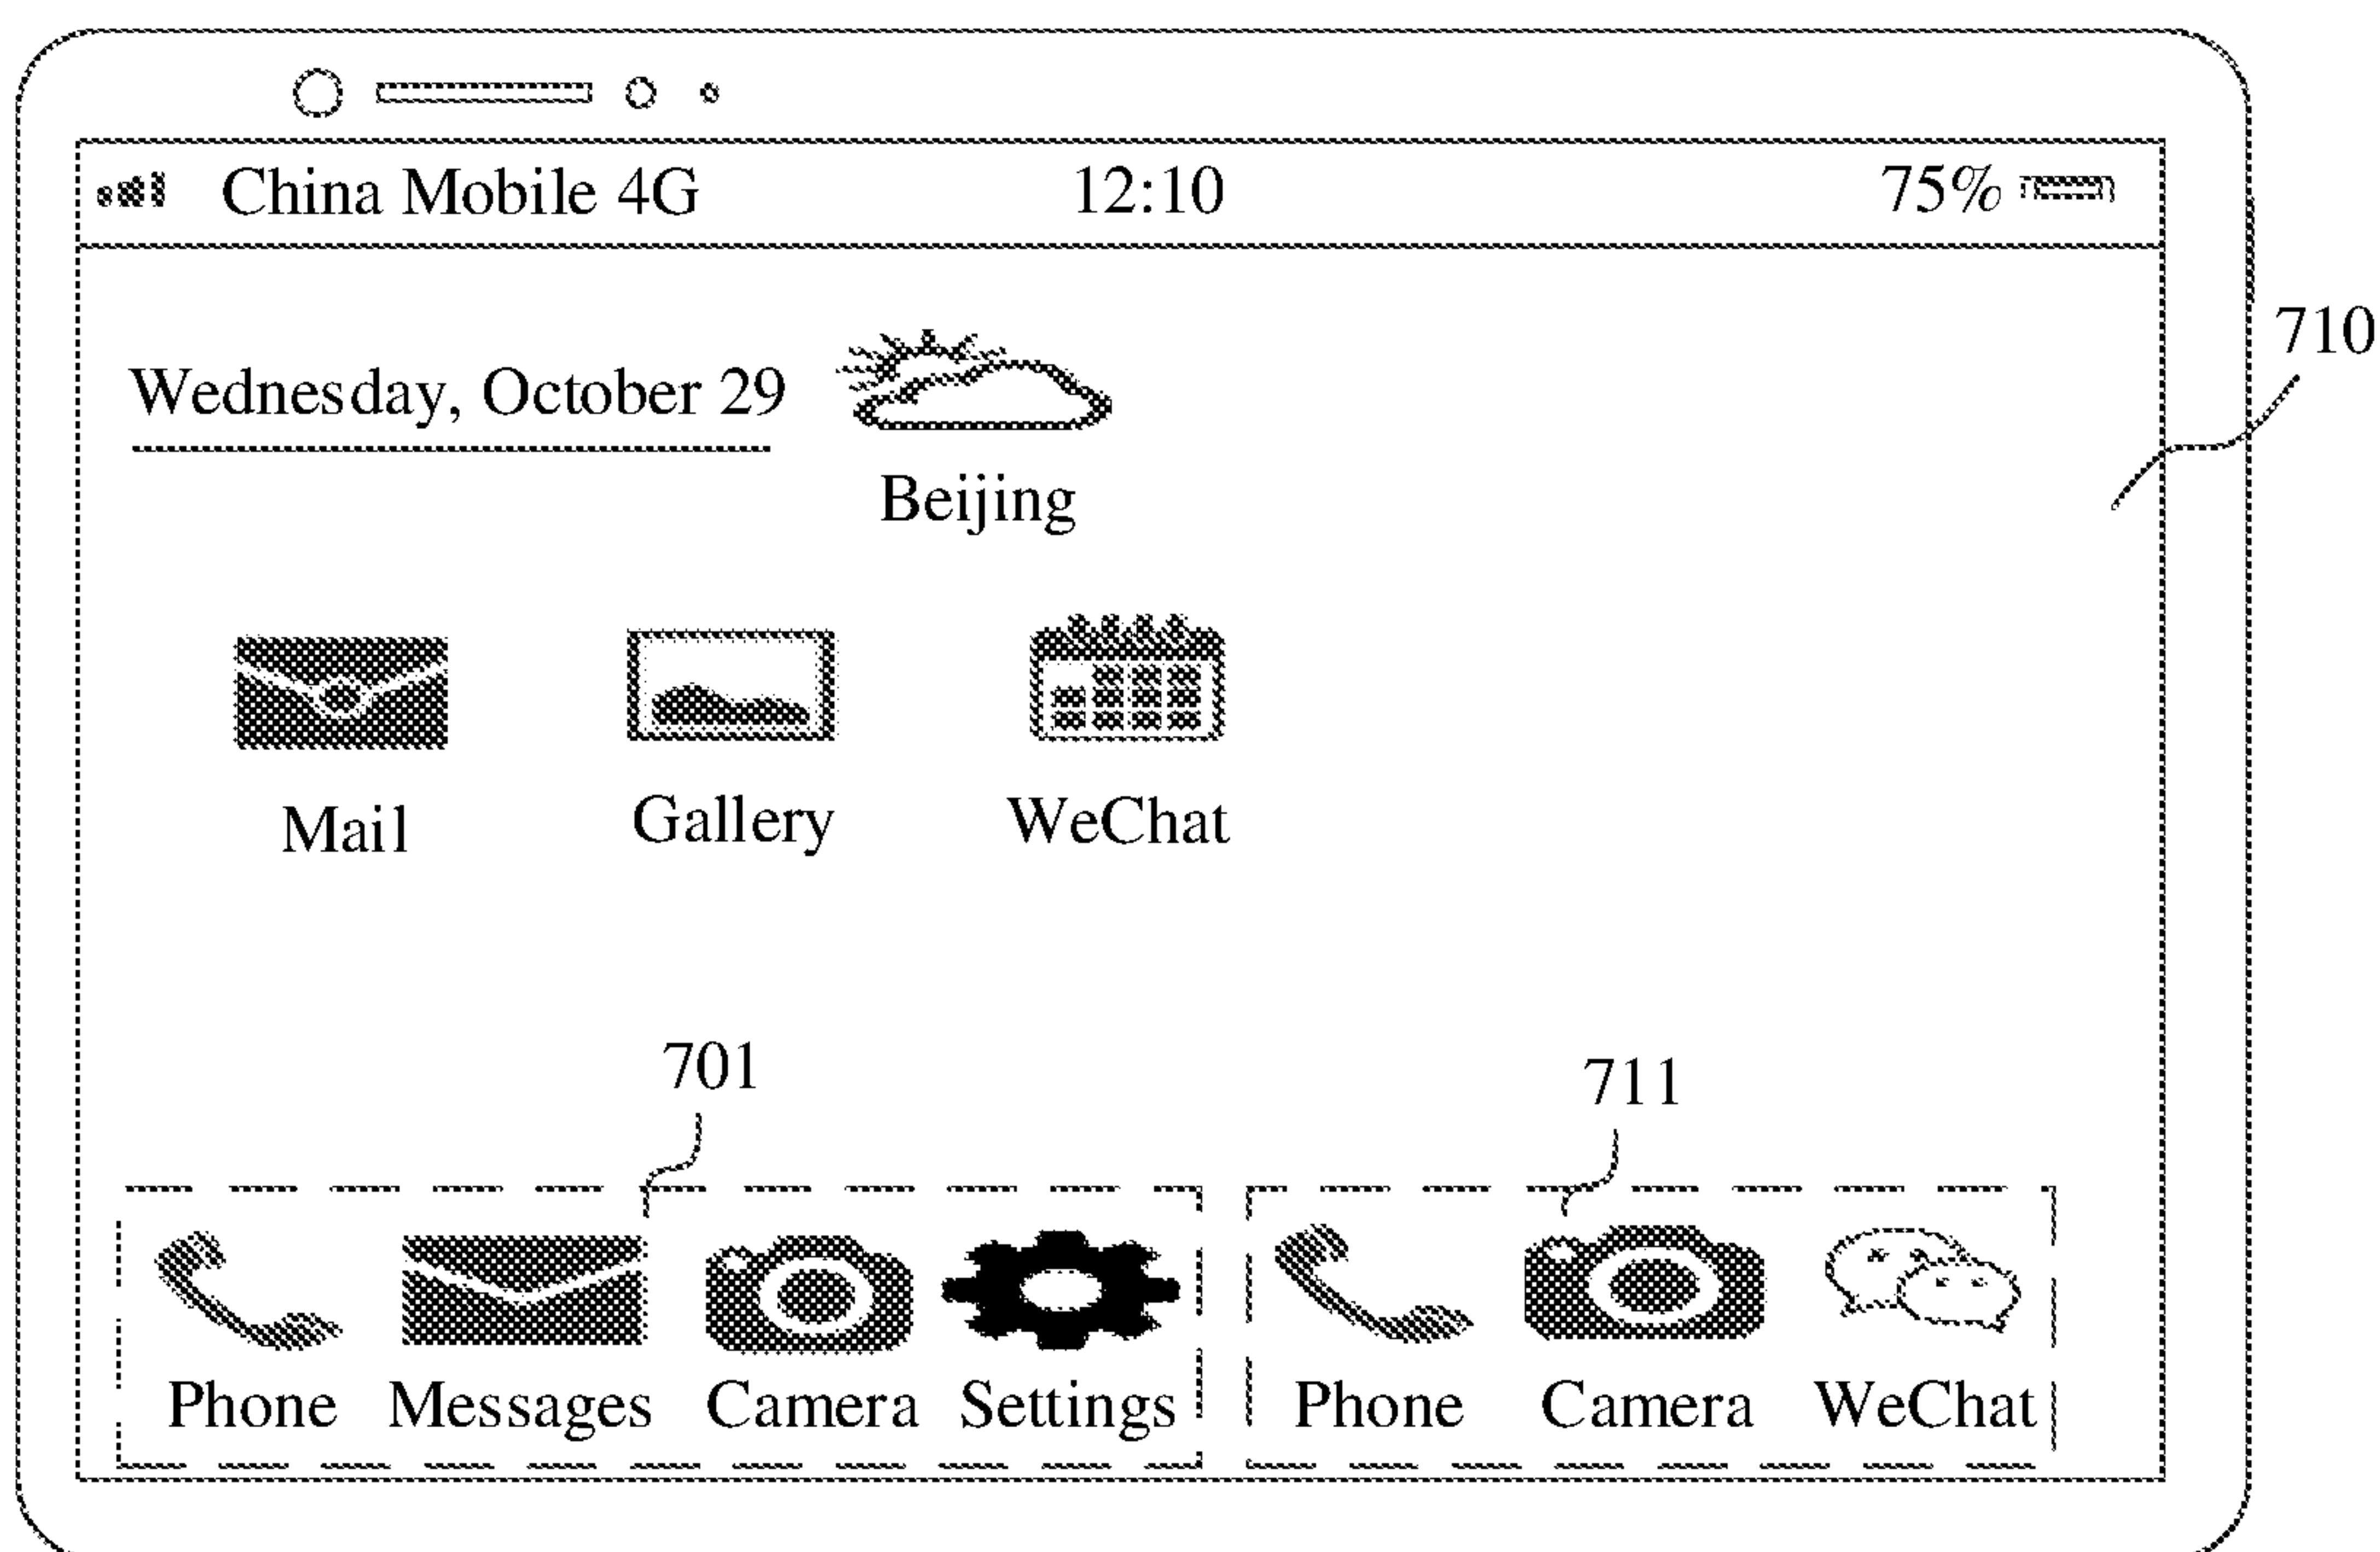 China Mobile 4G 12:10 75%
710
Wednesday, October 29
Beijing
Mail Gallery WeChat
701 711
Phone Messages Camera Settings Phone Camera WeChat